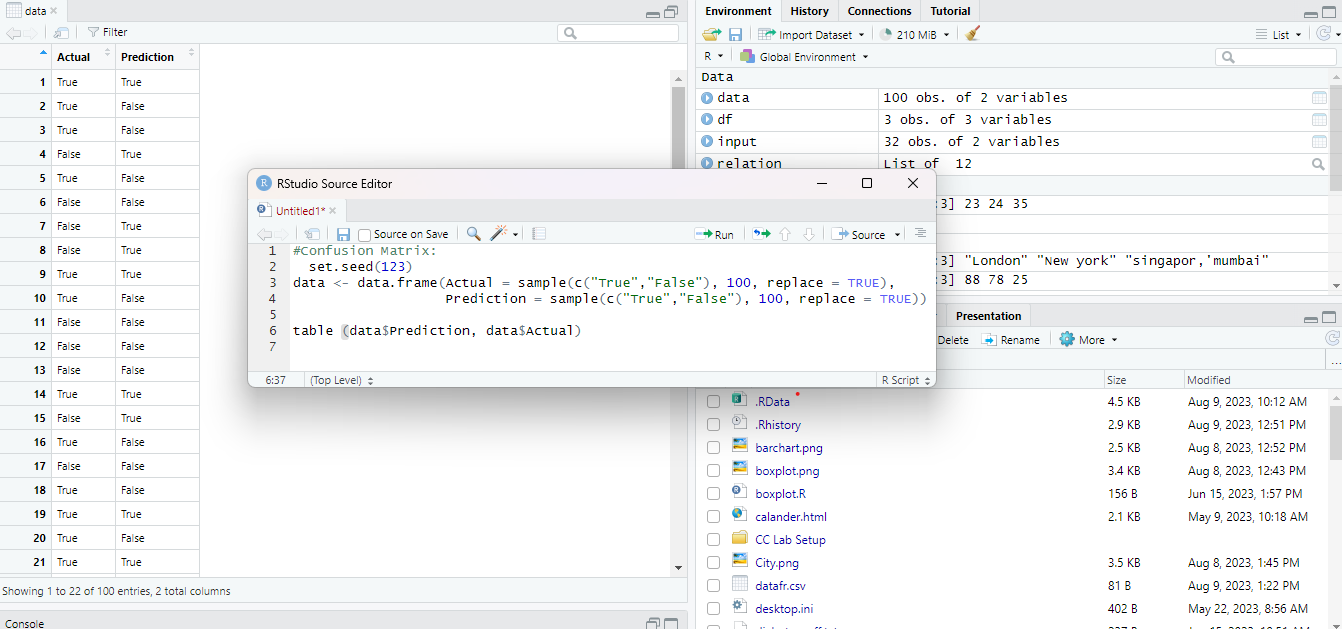 data
Filter
Actual Prediction
1 True True
2 True False
3 True False
4 False True
5 True False
6 False False
7 False True
8 False True
9 True True
10 True True
11 False False
12 False True
13 False False
14 True True
15 False True
16 True False
17 False False
18 True False
19 True True
20 True False
21 True True
Showing 1 to 22 of 100 entries, 2 total columns
Console
RStudio Source Editor
Untitled1*
Source on Save Run Source
1 #Confusion Matrix:
2 set.seed(123)
3 data <- data.frame(Actual = sample(c("True","False"), 100, replace = TRUE),
4 Prediction = sample(c("True","False"), 100, replace = TRUE))
5
6 table (data$Prediction, data$Actual)
7
6:37 (Top Level) R Script
Environment History Connections Tutorial
Import Dataset 210 MiB List
R Global Environment
Data
data 100 obs. of 2 variables
df 3 obs. of 3 variables
input 32 obs. of 2 variables
relation List of 12
:3] 23 24 35
:3] "London" "New york" "singapor,'mumbai"
:3] 88 78 25
Presentation
Delete Rename More
Size Modified
.RData 4.5 KB Aug 9, 2023, 10:12 AM
.Rhistory 2.9 KB Aug 9, 2023, 12:51 PM
barchart.png 2.5 KB Aug 8, 2023, 12:52 PM
boxplot.png 3.4 KB Aug 8, 2023, 12:43 PM
boxplot.R 156 B Jun 15, 2023, 1:57 PM
calander.html 2.1 KB May 9, 2023, 10:18 AM
CC Lab Setup
City.png 3.5 KB Aug 8, 2023, 1:45 PM
datafr.csv 81 B Aug 9, 2023, 1:22 PM
desktop.ini 402 B May 22, 2023, 8:56 AM